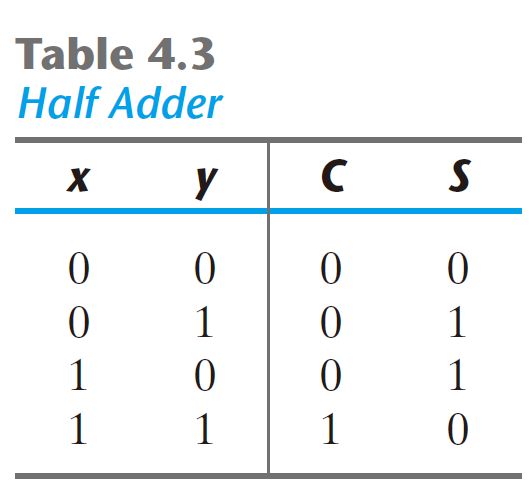 Table 4.3
Half Adder
x y C S
0 0 0 0
0 1 0 1
1 0 0 1
1 1 1 0